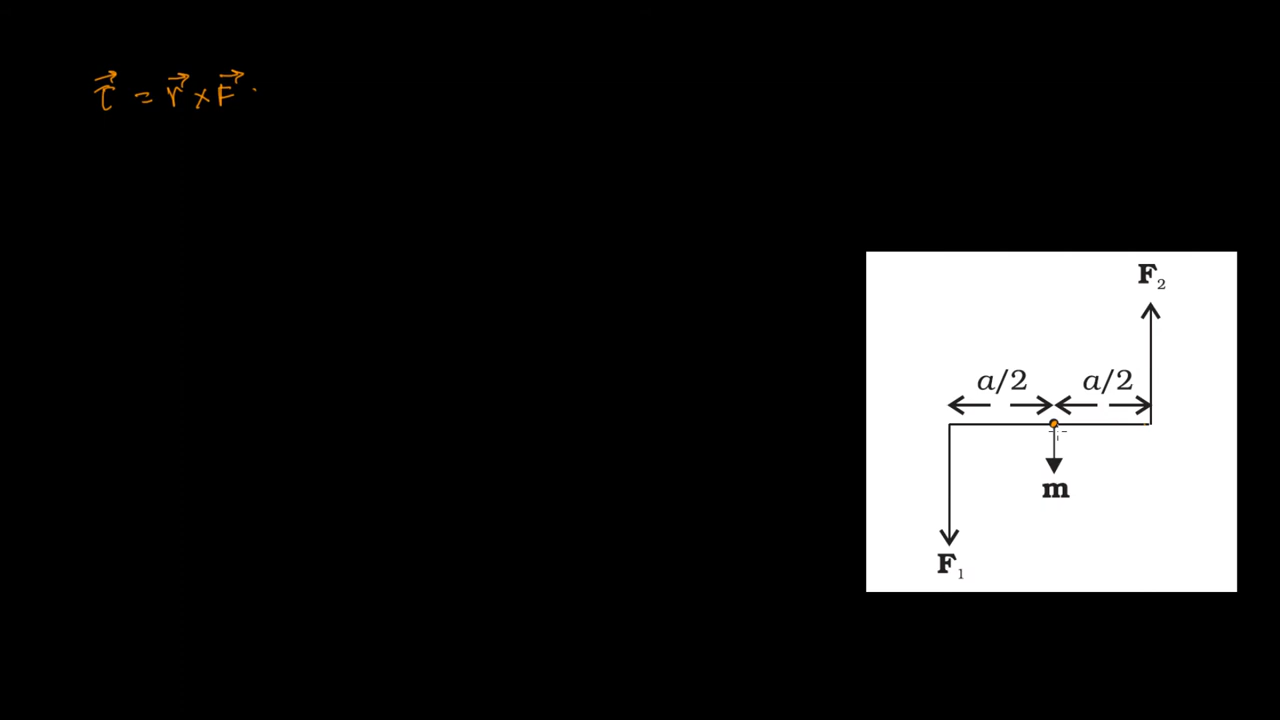 τ⃗ = r⃗ × F⃗
F₂
a/2 a/2
m
F₁